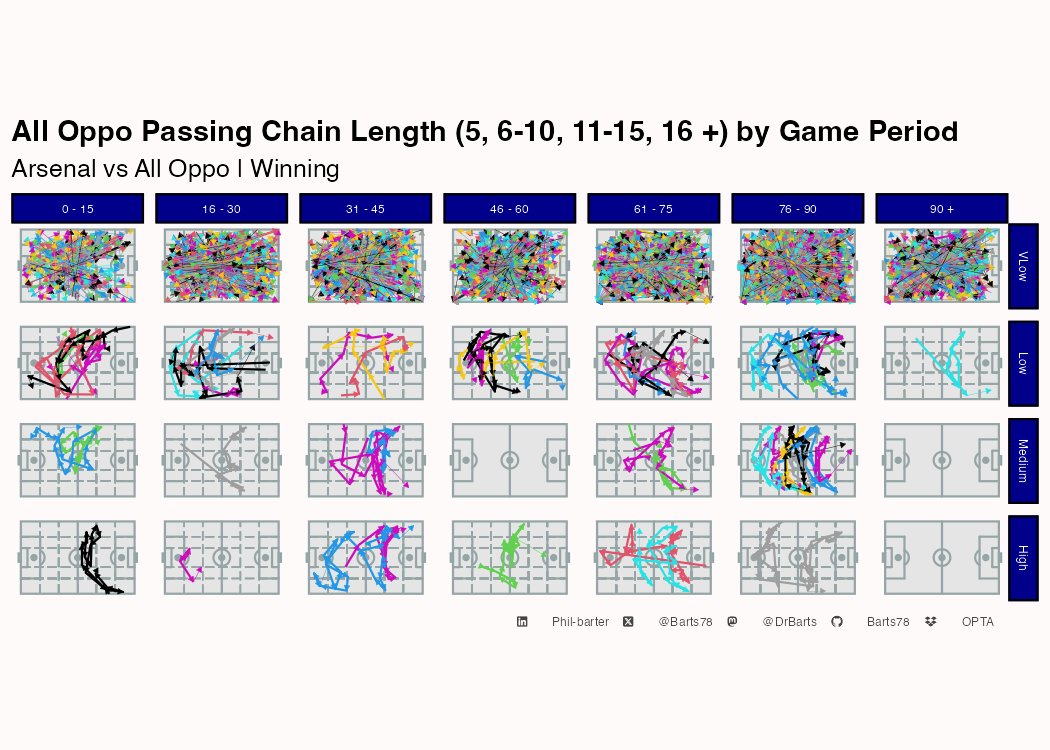 All Oppo Passing Chain Length (5, 6-10, 11-15, 16 +) by Game Period
Arsenal vs All Oppo | Winning
0 - 15 16 - 30 31 - 45 46 - 60 61 - 75 76 - 90 90 +
VLow
Low
Medium
High
Phil-barter @Barts78 @DrBarts Barts78 OPTA